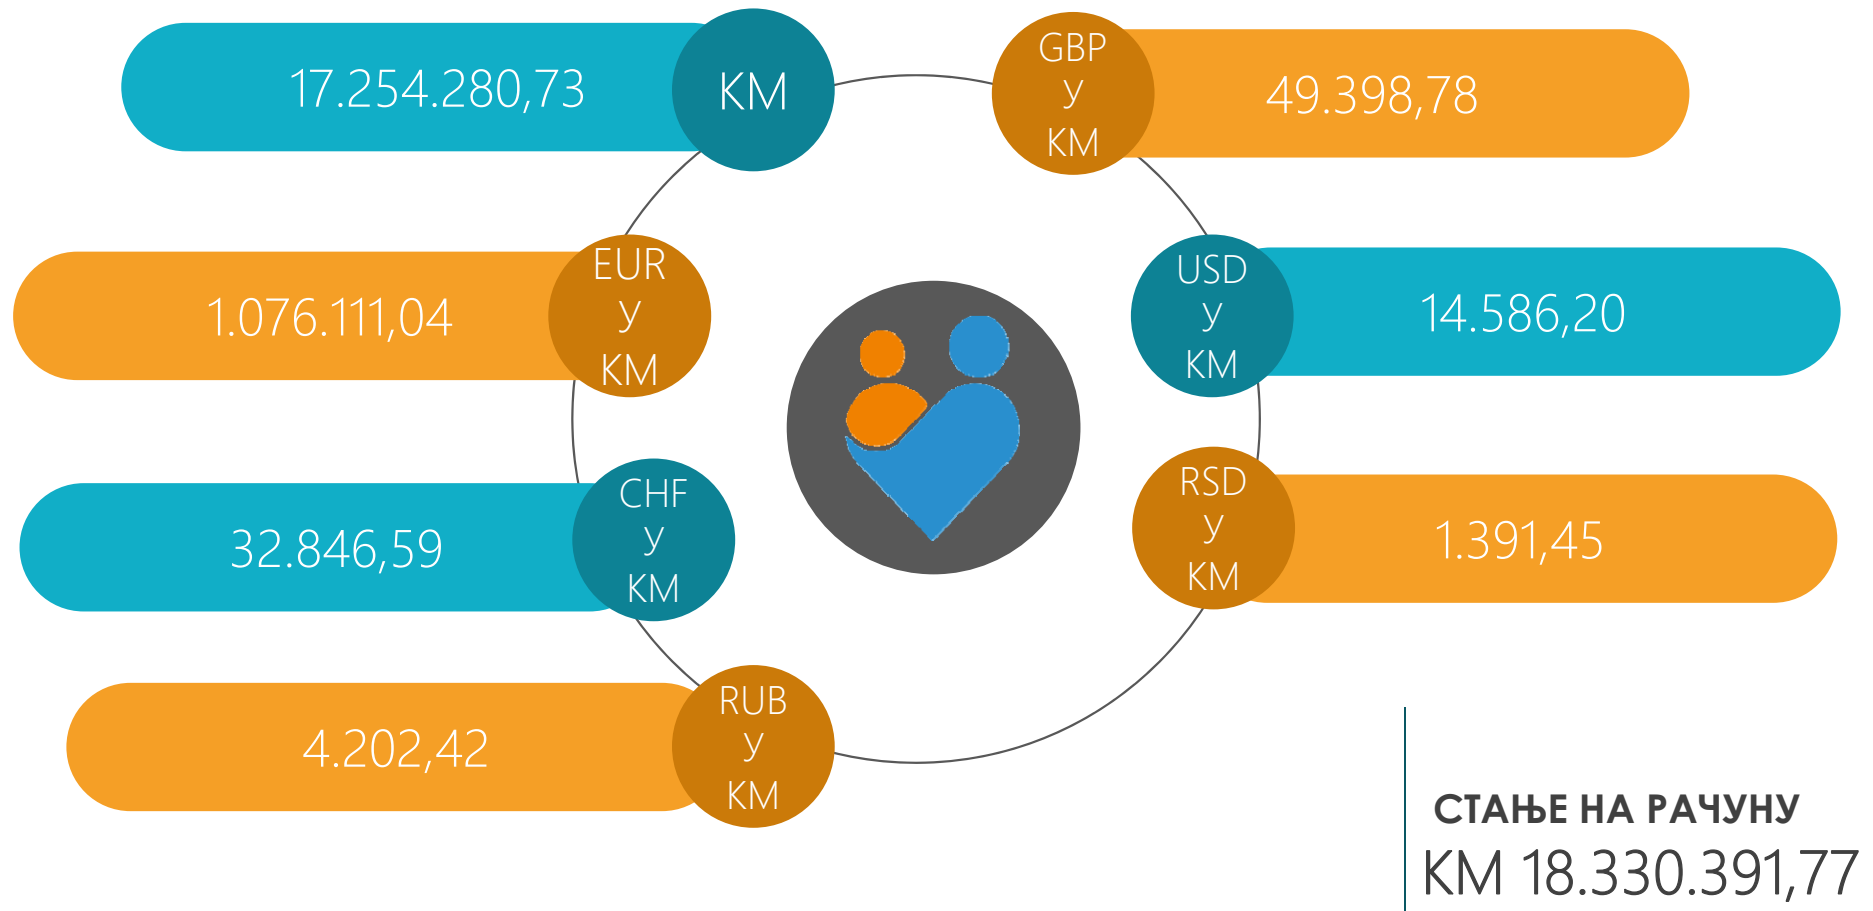 17.254.280,73
КМ
GBP
у
КМ
49.398,78
1.076.111,04
EUR
у
КМ
USD
у
КМ
14.586,20
32.846,59
CHF
у
КМ
RSD
у
КМ
1.391,45
4.202,42
RUB
у
КМ
СТАЊЕ НА РАЧУНУ
КМ 18.330.391,77